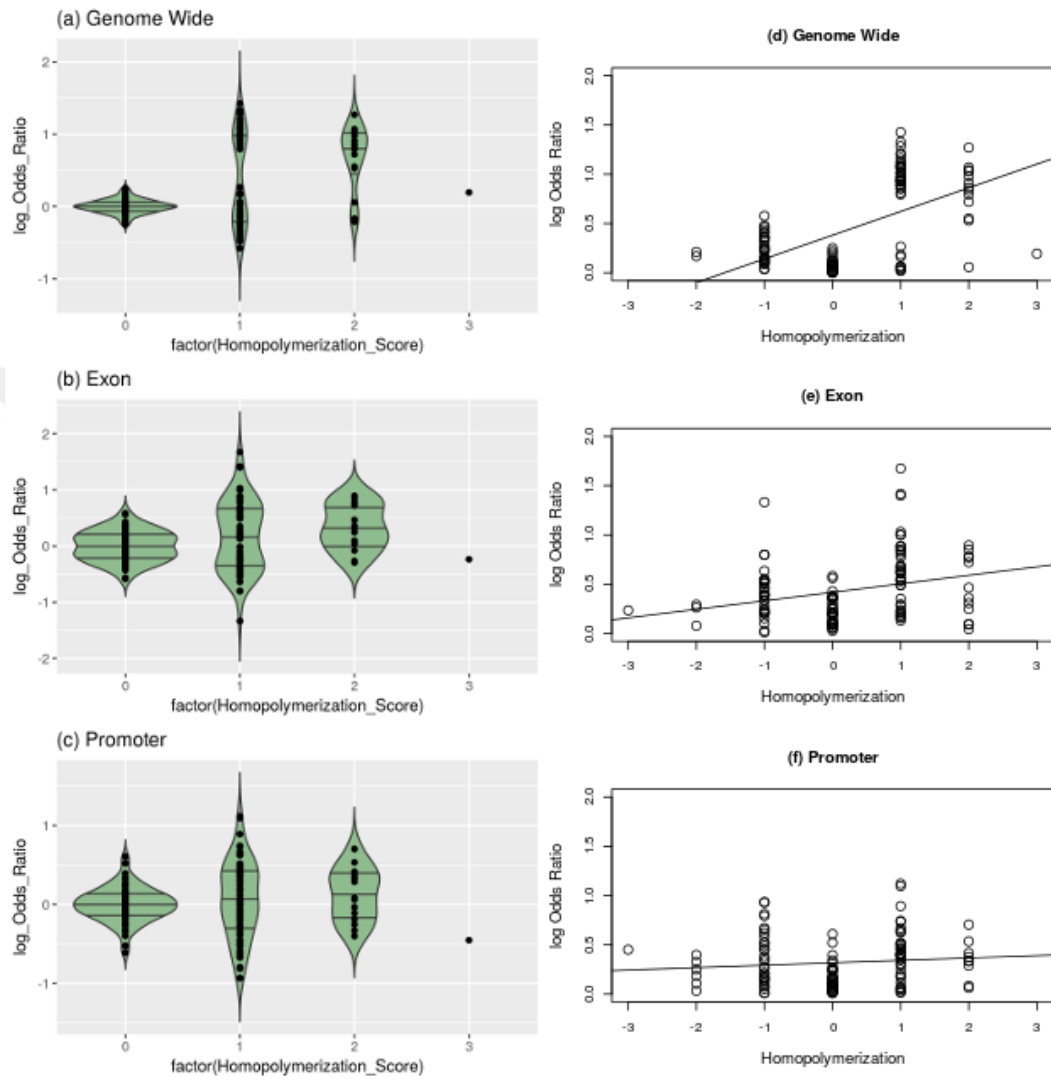 (a) Genome Wide
log_Odds_Ratio
2
1
0
-1
0 1 2 3
factor(Homopolymerization_Score)
(b) Exon
log_Odds_Ratio
2
1
0
-1
-2
0 1 2 3
factor(Homopolymerization_Score)
(c) Promoter
log_Odds_Ratio
1
0
-1
0 1 2 3
factor(Homopolymerization_Score)
(d) Genome Wide
log Odds Ratio
2.0
1.5
1.0
0.5
0.0
-3 -2 -1 0 1 2 3
Homopolymerization
(e) Exon
log Odds Ratio
2.0
1.5
1.0
0.5
0.0
-3 -2 -1 0 1 2 3
Homopolymerization
(f) Promoter
log Odds Ratio
2.0
1.5
1.0
0.5
0.0
-3 -2 -1 0 1 2 3
Homopolymerization